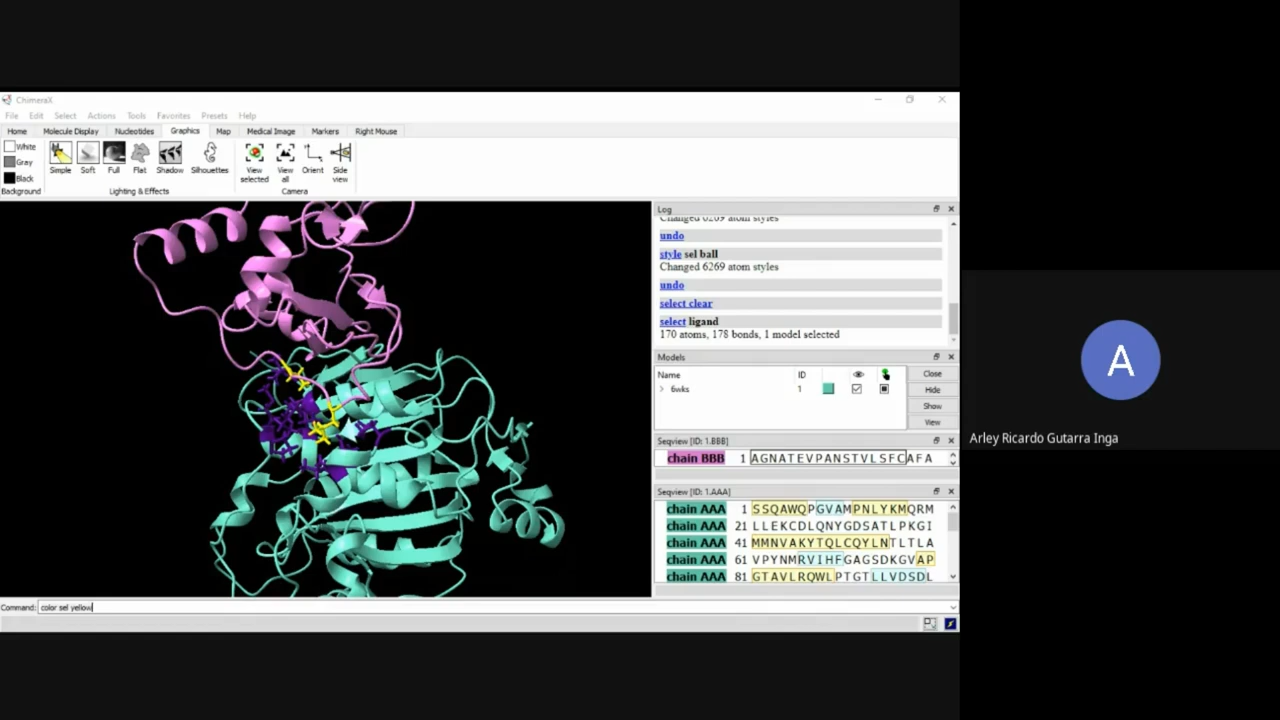 ChimeraX
File Edit Select Actions Tools Favorites Presets Help
Home Molecule Display Nucleotides Graphics Map Medical Image Markers Right Mouse
White
Gray
Black
Background
Simple Soft Full Flat Shadow Silhouettes
Lighting & Effects
View selected View all Orient Side view
Camera
Log
Changed 6269 atom styles
undo
style sel ball
Changed 6269 atom styles
undo
select clear
select ligand
170 atoms, 178 bonds, 1 model selected
Models
Name ID
6wks 1
Close
Hide
Show
View
Seqview [ID: 1.BBB]
chain BBB 1 AGNATEVPANSTVLSFCAFA
Seqview [ID: 1.AAA]
chain AAA 1 SSQAWQPGVAMPNLYKMQRM
chain AAA 21 LLEKCDLQNYGDSATLPKGI
chain AAA 41 MMNVAKYTQLCQYLNTLTLA
chain AAA 61 VPYNMRVIHFGAGSDKGVAP
chain AAA 81 GTAVLRQWLPTGTLLVDSDL
Command: color sel yellow
A
Arley Ricardo Gutarra Inga